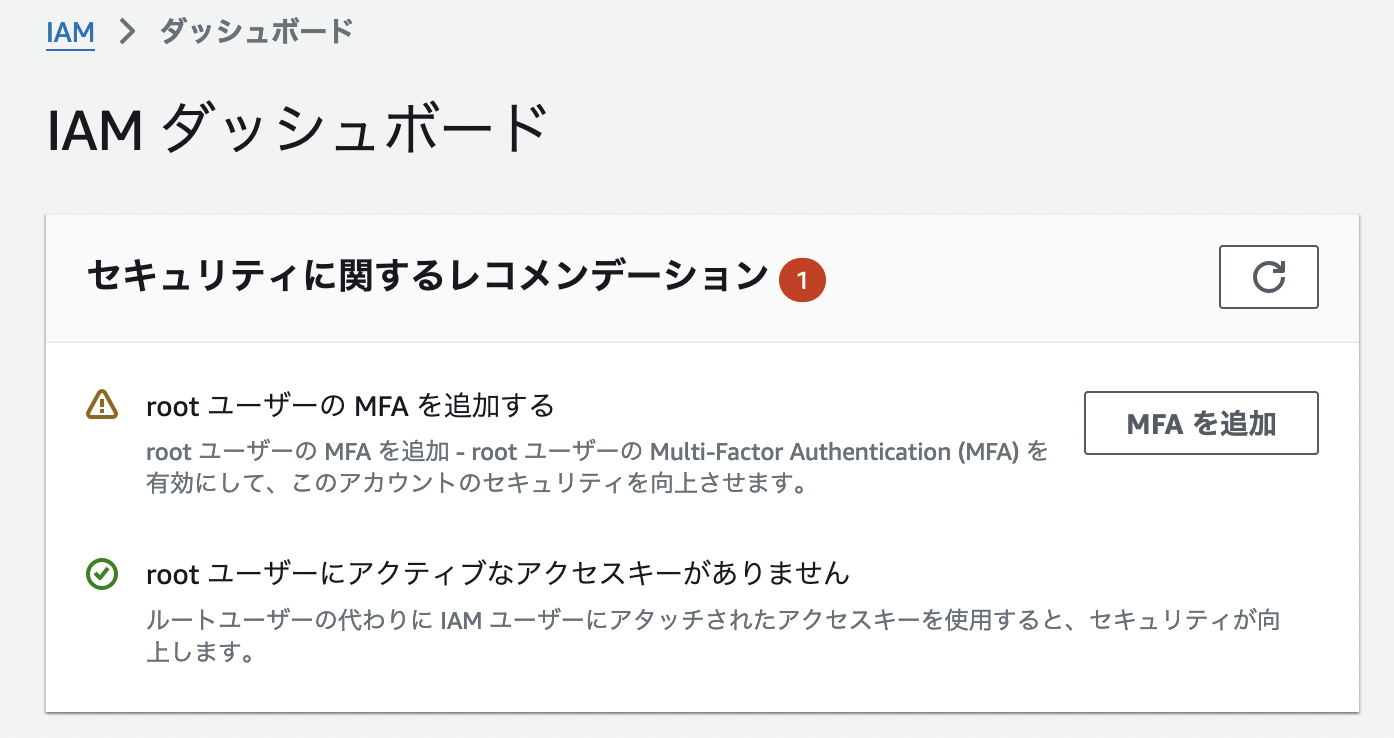 IAM > ダッシュボード
IAM ダッシュボード
セキュリティに関するレコメンデーション 1
root ユーザーの MFA を追加する
MFA を追加
root ユーザーの MFA を追加 - root ユーザーの Multi-Factor Authentication (MFA) を
有効にして、このアカウントのセキュリティを向上させます。
root ユーザーにアクティブなアクセスキーがありません
ルートユーザーの代わりに IAM ユーザーにアタッチされたアクセスキーを使用すると、セキュリティが向
上します。